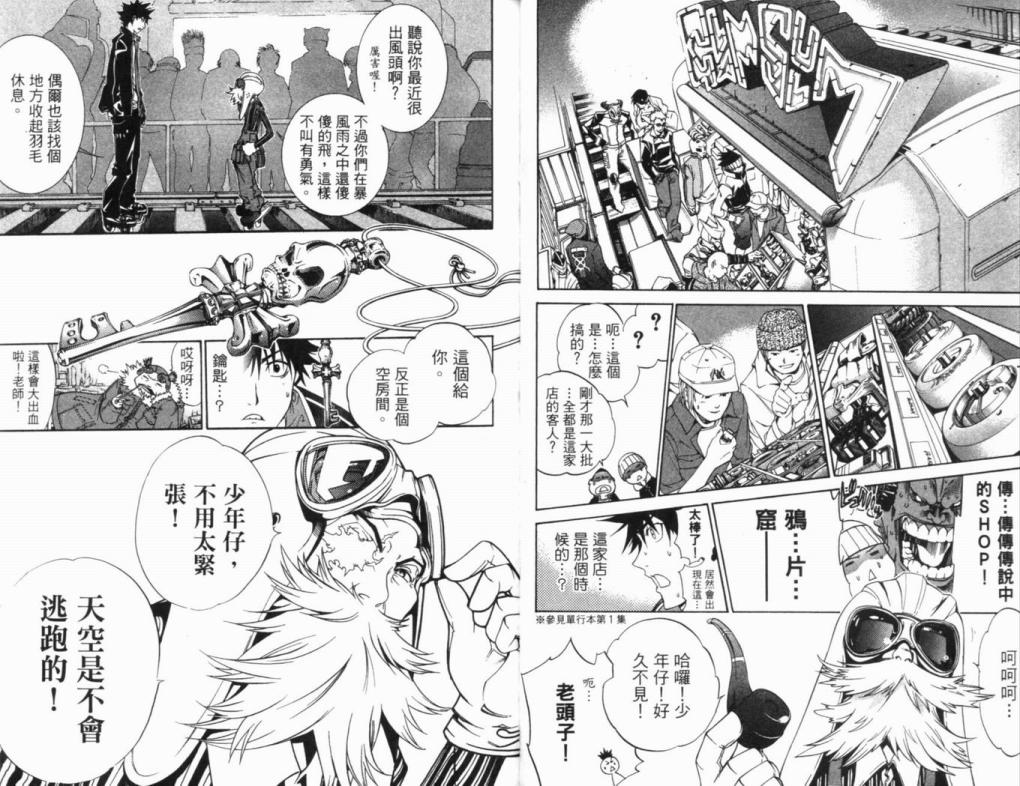 ？
？
呃…這個
是…怎麼
搞的？
剛才那一大批
…全都是這家
店的客人？
傳…傳傳傳說中
的SHOP！
鴉…片…
窟——
太棒了！
居然會出
現在這…
這家店…
是那個時
候的…？
※參見單行本第1集
呵呵呵…
哈囉！少
年仔！好
久不見！
呃…
老頭子！
聽說你最近很
出風頭啊？
厲害喔！
不過你們在暴
風雨之中還傻
傻的飛，這樣
不叫有勇氣。
偶爾也該找個
地方收起羽毛
休息。
這個給
你。
反正是個
空房間。
鑰
匙…？
哎呀呀…
這樣會大出血
啦！老師！
少年仔，
不用太緊
張！
天空是不會
逃跑的！